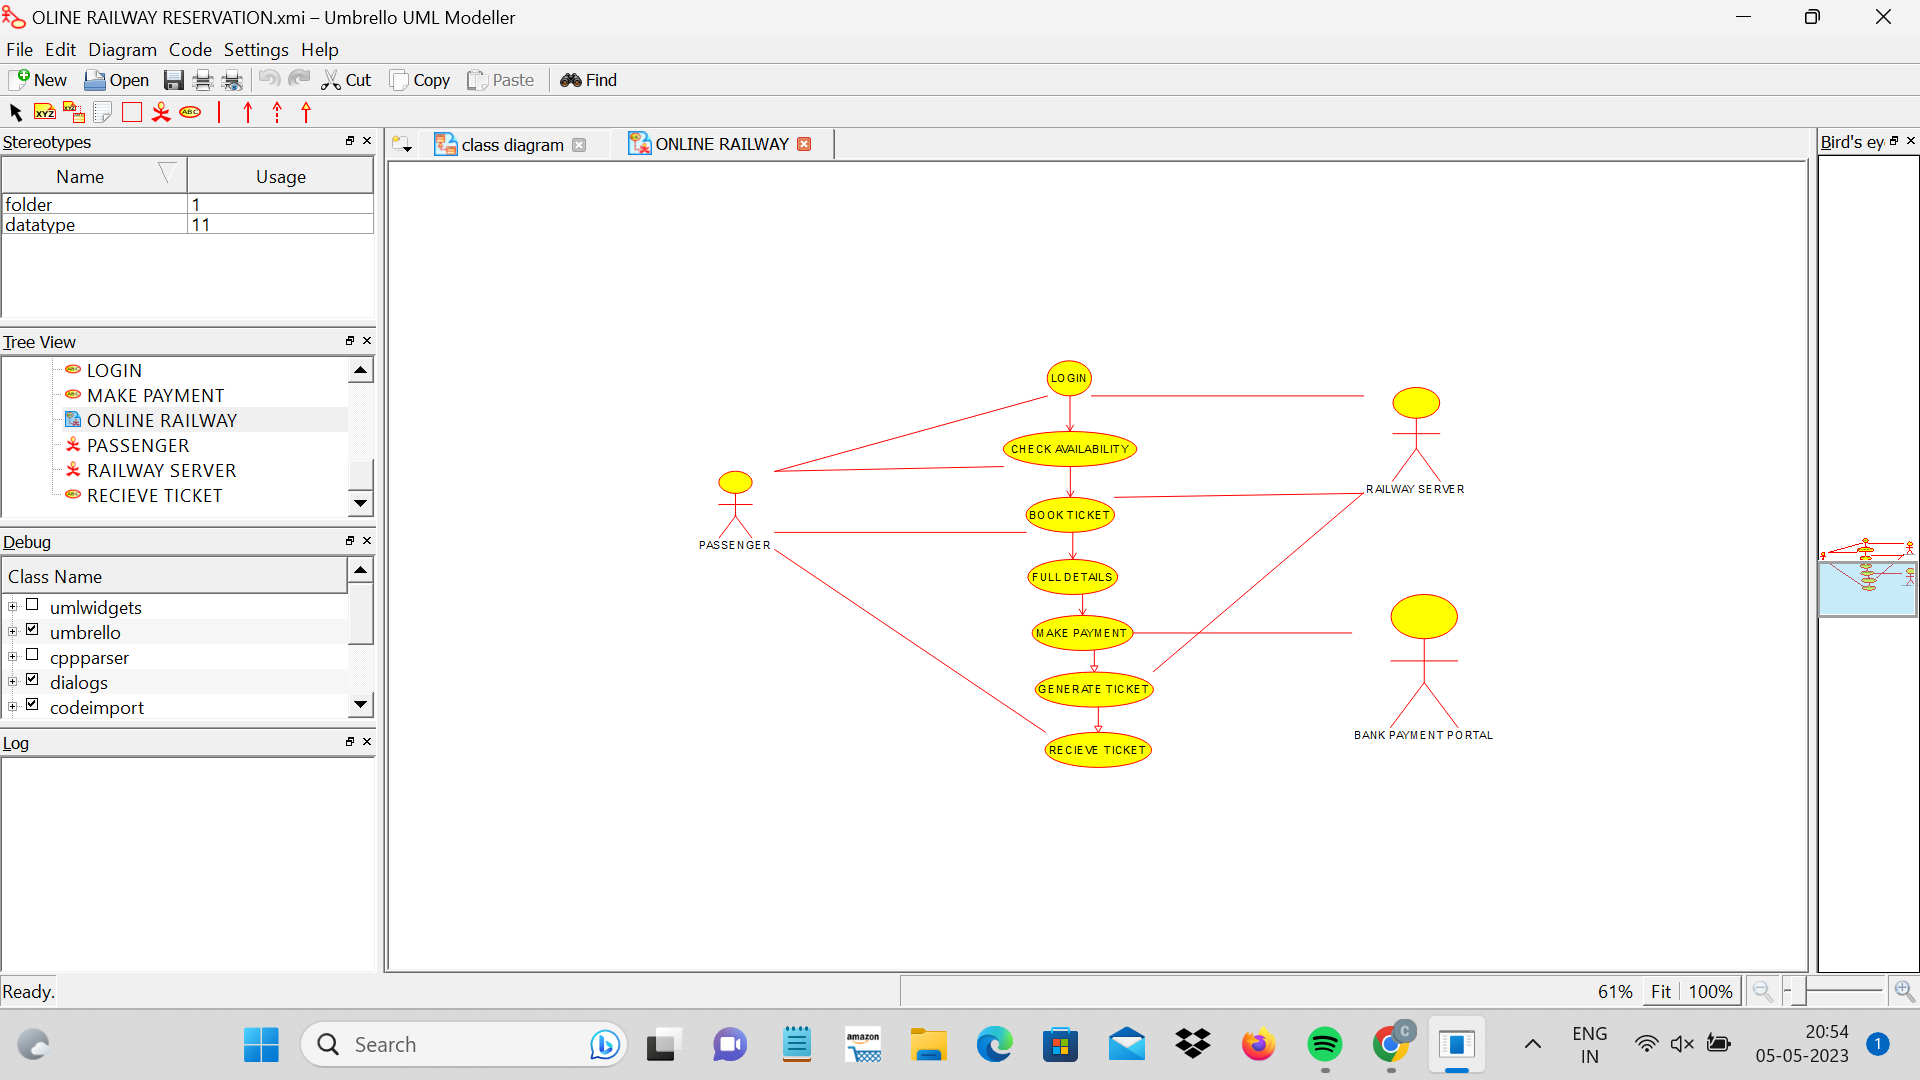 OLINE RAILWAY RESERVATION.xmi – Umbrello UML Modeller
File Edit Diagram Code Settings Help
New Open Cut Copy Paste Find
XYZ XYZ ABC
Stereotypes
Name Usage
folder 1
datatype 11
Tree View
LOGIN
MAKE PAYMENT
ONLINE RAILWAY
PASSENGER
RAILWAY SERVER
RECIEVE TICKET
Debug
Class Name
umlwidgets
umbrello
cppparser
dialogs
codeimport
Log
class diagram ONLINE RAILWAY
LOGIN
CHECK AVAILABILITY
BOOK TICKET
FULL DETAILS
MAKE PAYMENT
GENERATE TICKET
RECIEVE TICKET
PASSENGER
RAILWAY SERVER
BANK PAYMENT PORTAL
Bird's ey
Ready.
61% Fit 100%
Search
amazon
C
ENG
IN
20:54
05-05-2023
1